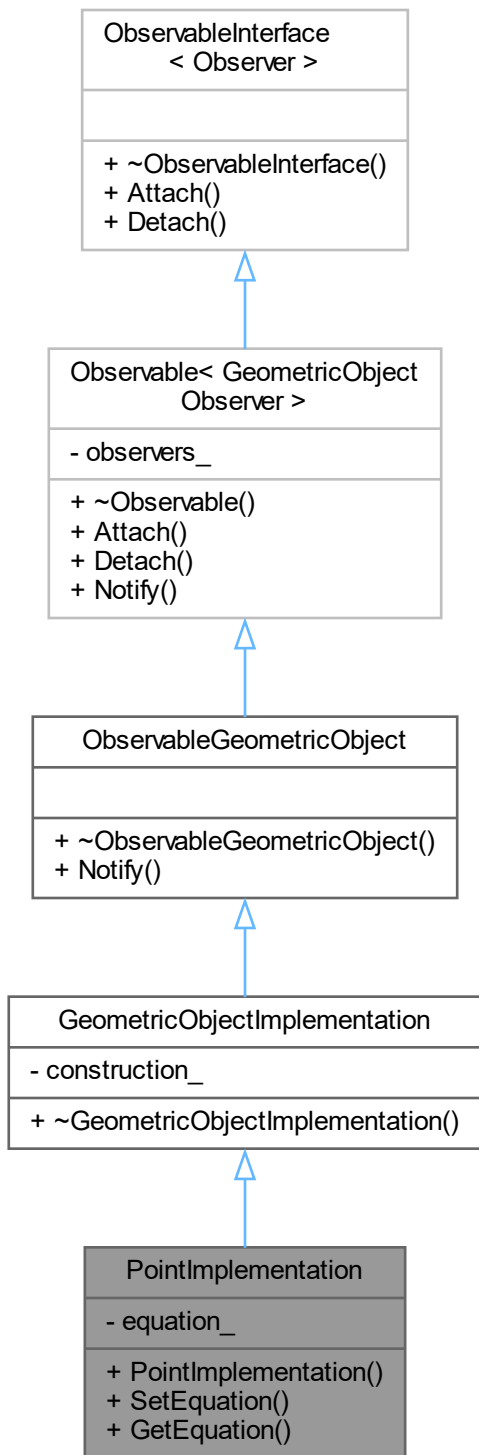 ObservableInterface
< Observer >
+ ~ObservableInterface()
+ Attach()
+ Detach()
Observable< GeometricObject
Observer >
- observers_
+ ~Observable()
+ Attach()
+ Detach()
+ Notify()
ObservableGeometricObject
+ ~ObservableGeometricObject()
+ Notify()
GeometricObjectImplementation
- construction_
+ ~GeometricObjectImplementation()
PointImplementation
- equation_
+ PointImplementation()
+ SetEquation()
+ GetEquation()